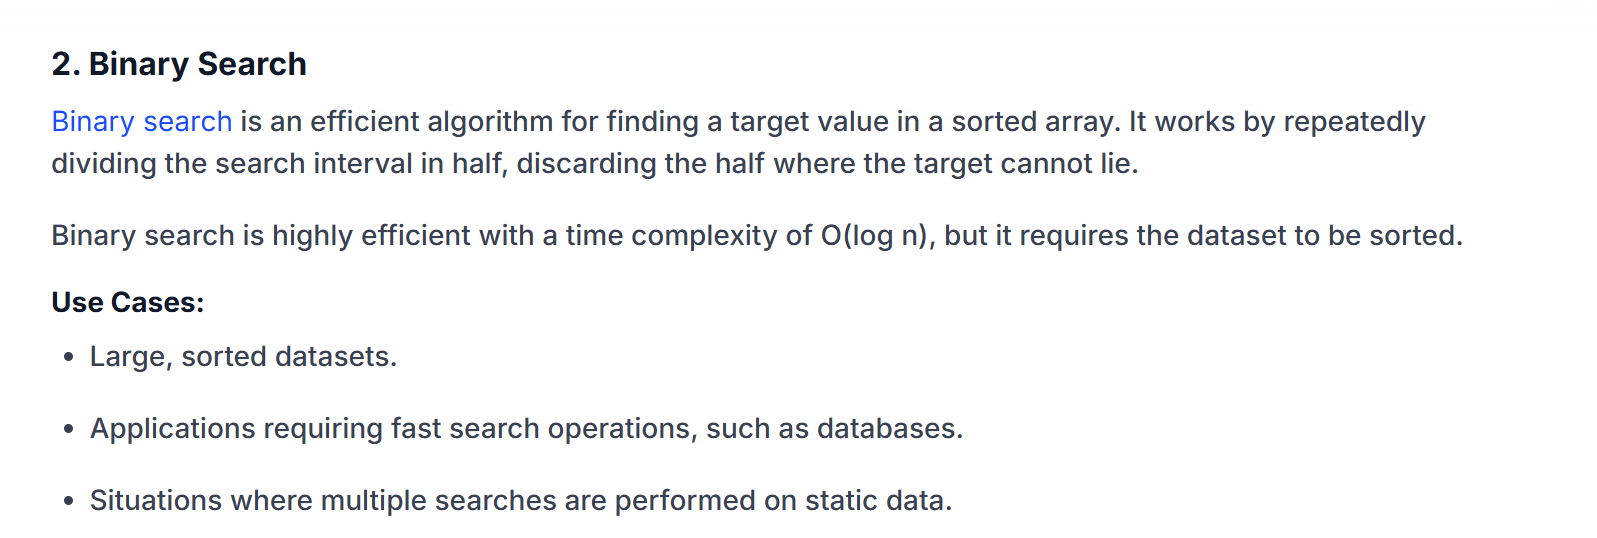 2. Binary Search
Binary search is an efficient algorithm for finding a target value in a sorted array. It works by repeatedly
dividing the search interval in half, discarding the half where the target cannot lie.
Binary search is highly efficient with a time complexity of O(log n), but it requires the dataset to be sorted.
Use Cases:
• Large, sorted datasets.
• Applications requiring fast search operations, such as databases.
• Situations where multiple searches are performed on static data.